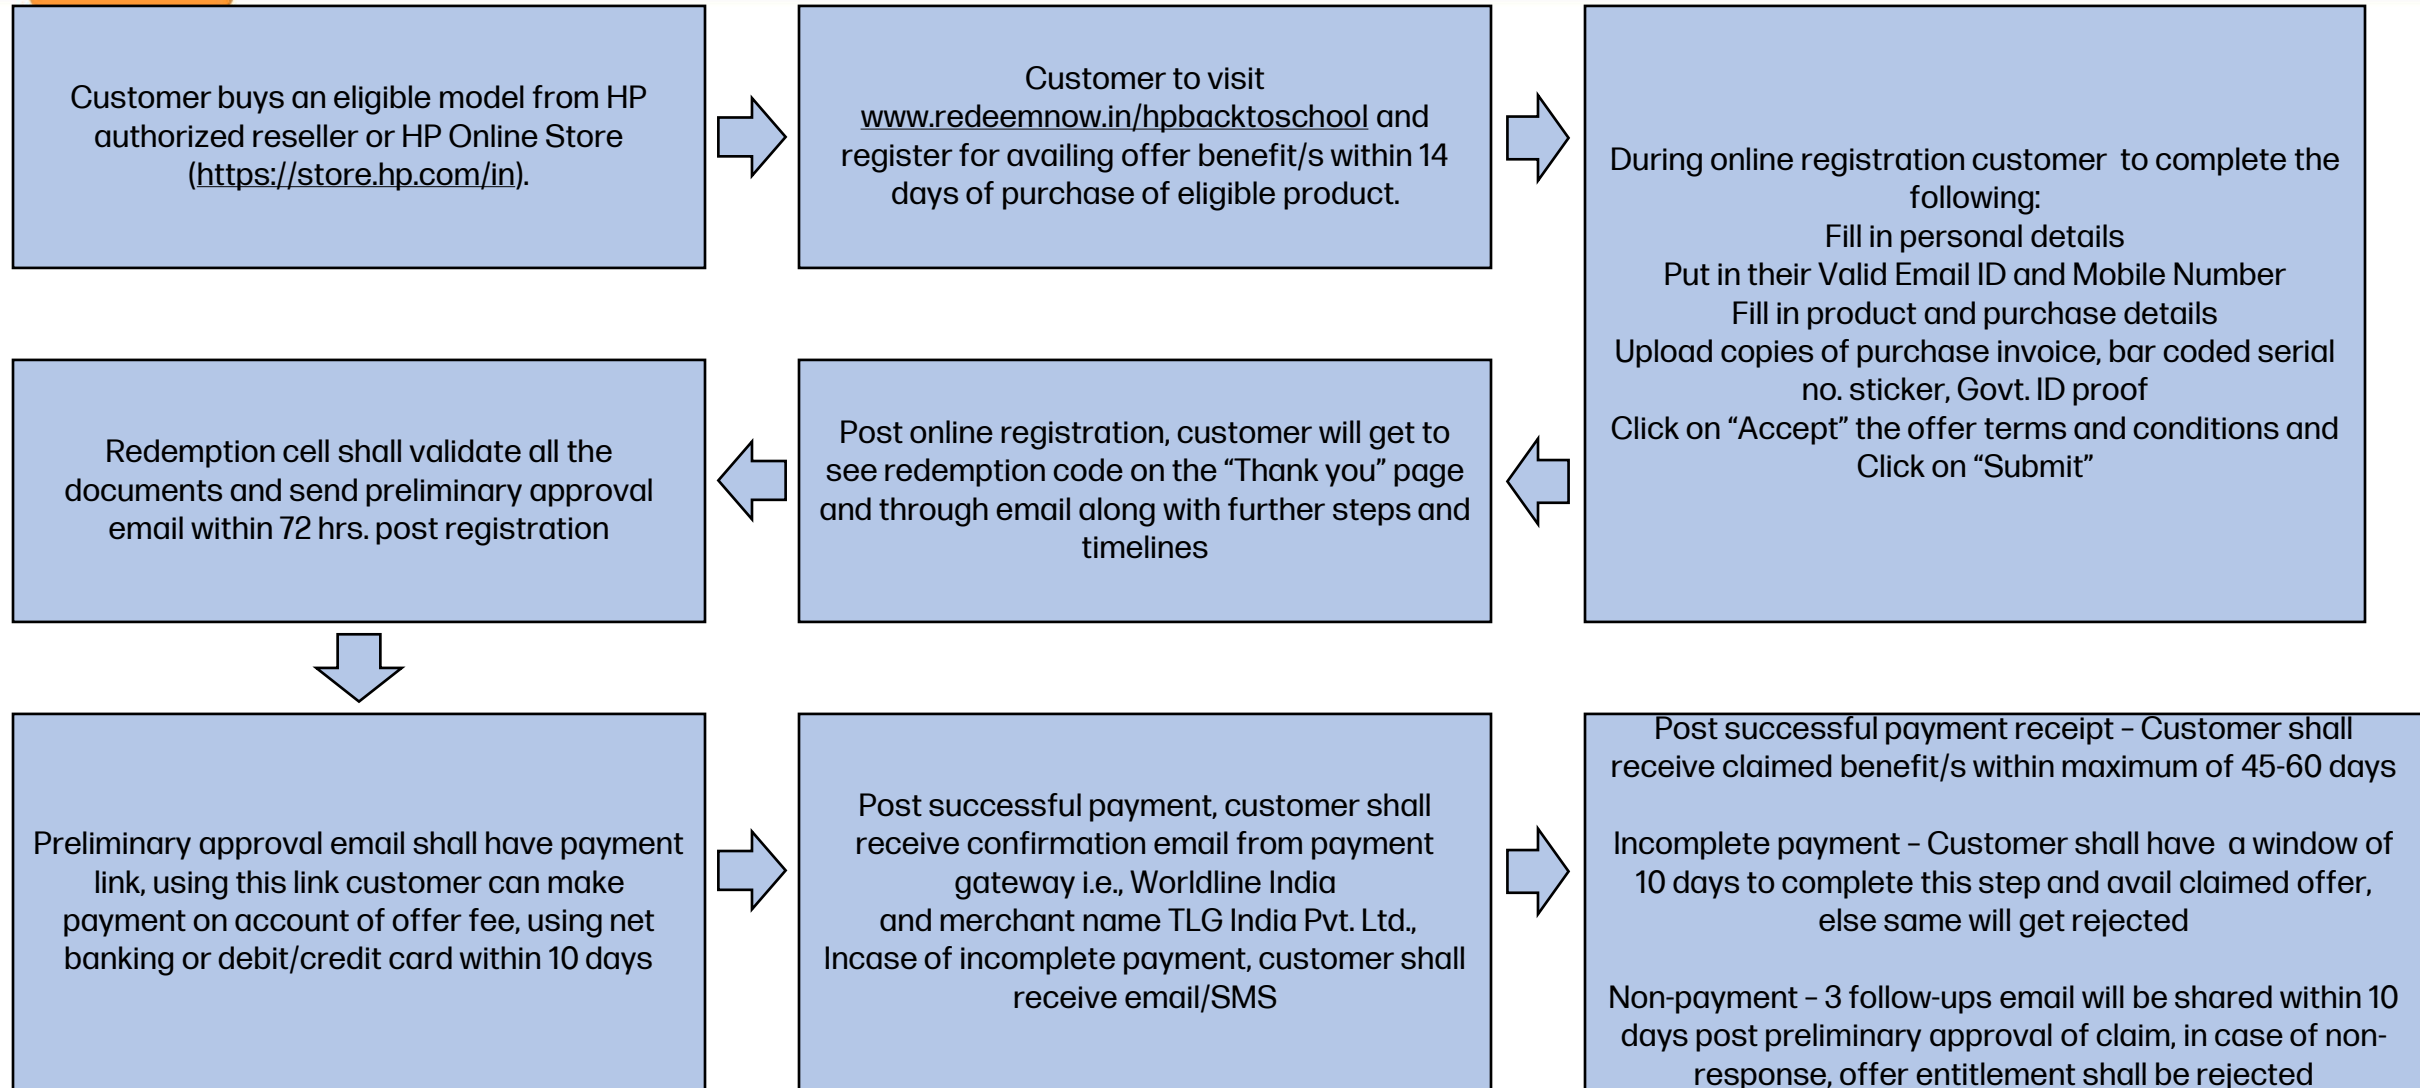 Customer buys an eligible model from HP
authorized reseller or HP Online Store
(https://store.hp.com/in).
Customer to visit
www.redeemnow.in/hpbacktoschool and
register for availing offer benefit/s within 14
days of purchase of eligible product.
During online registration customer  to complete the
following:
Fill in personal details
Put in their Valid Email ID and Mobile Number
Fill in product and purchase details
Upload copies of purchase invoice, bar coded serial
no. sticker, Govt. ID proof
Click on “Accept” the offer terms and conditions and
Click on “Submit”
Post online registration, customer will get to
see redemption code on the “Thank you” page
and through email along with further steps and
timelines
Redemption cell shall validate all the
documents and send preliminary approval
email within 72 hrs. post registration
Preliminary approval email shall have payment
link, using this link customer can make
payment on account of offer fee, using net
banking or debit/credit card within 10 days
Post successful payment, customer shall
receive confirmation email from payment
gateway i.e., Worldline India
and merchant name TLG India Pvt. Ltd.,
Incase of incomplete payment, customer shall
receive email/SMS
Post successful payment receipt – Customer shall
receive claimed benefit/s within maximum of 45-60 days
Incomplete payment – Customer shall have  a window of
10 days to complete this step and avail claimed offer,
else same will get rejected
Non-payment – 3 follow-ups email will be shared within 10
days post preliminary approval of claim, in case of non-
response, offer entitlement shall be rejected